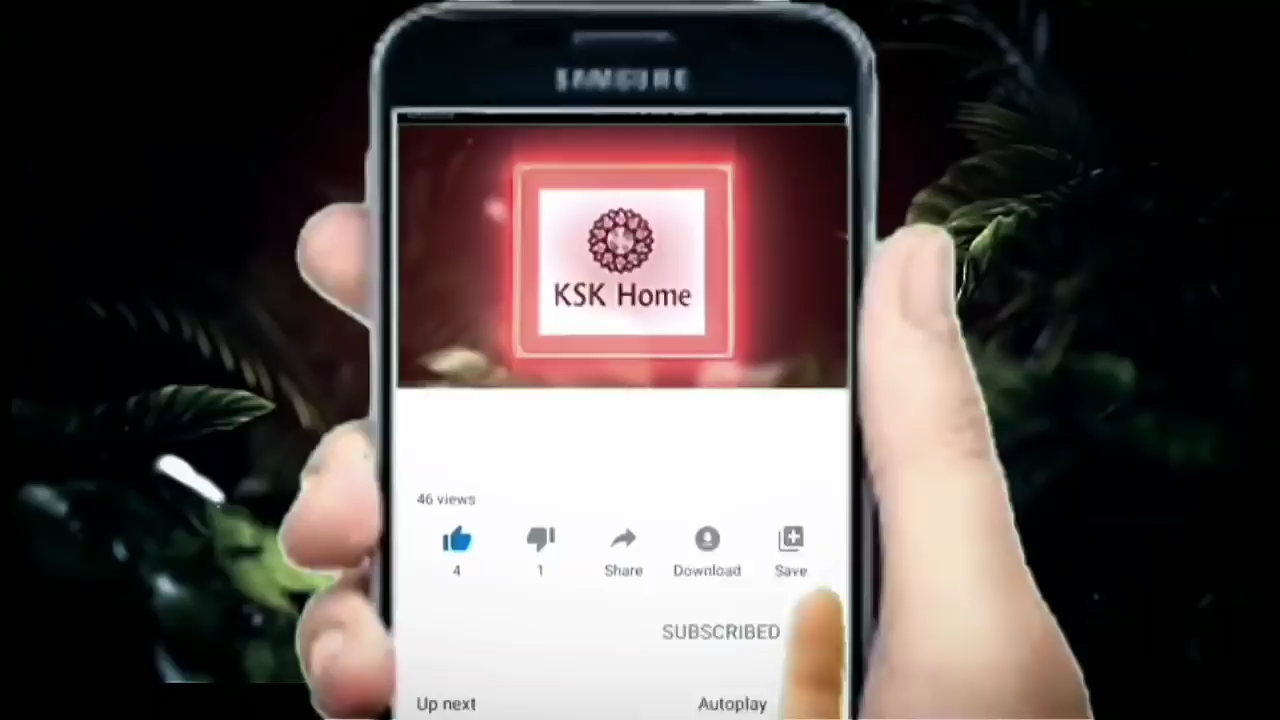 SAMSUNG
KSK Home
46 views
4
1
Share
Download
Save
SUBSCRIBED
Up next
Autoplay